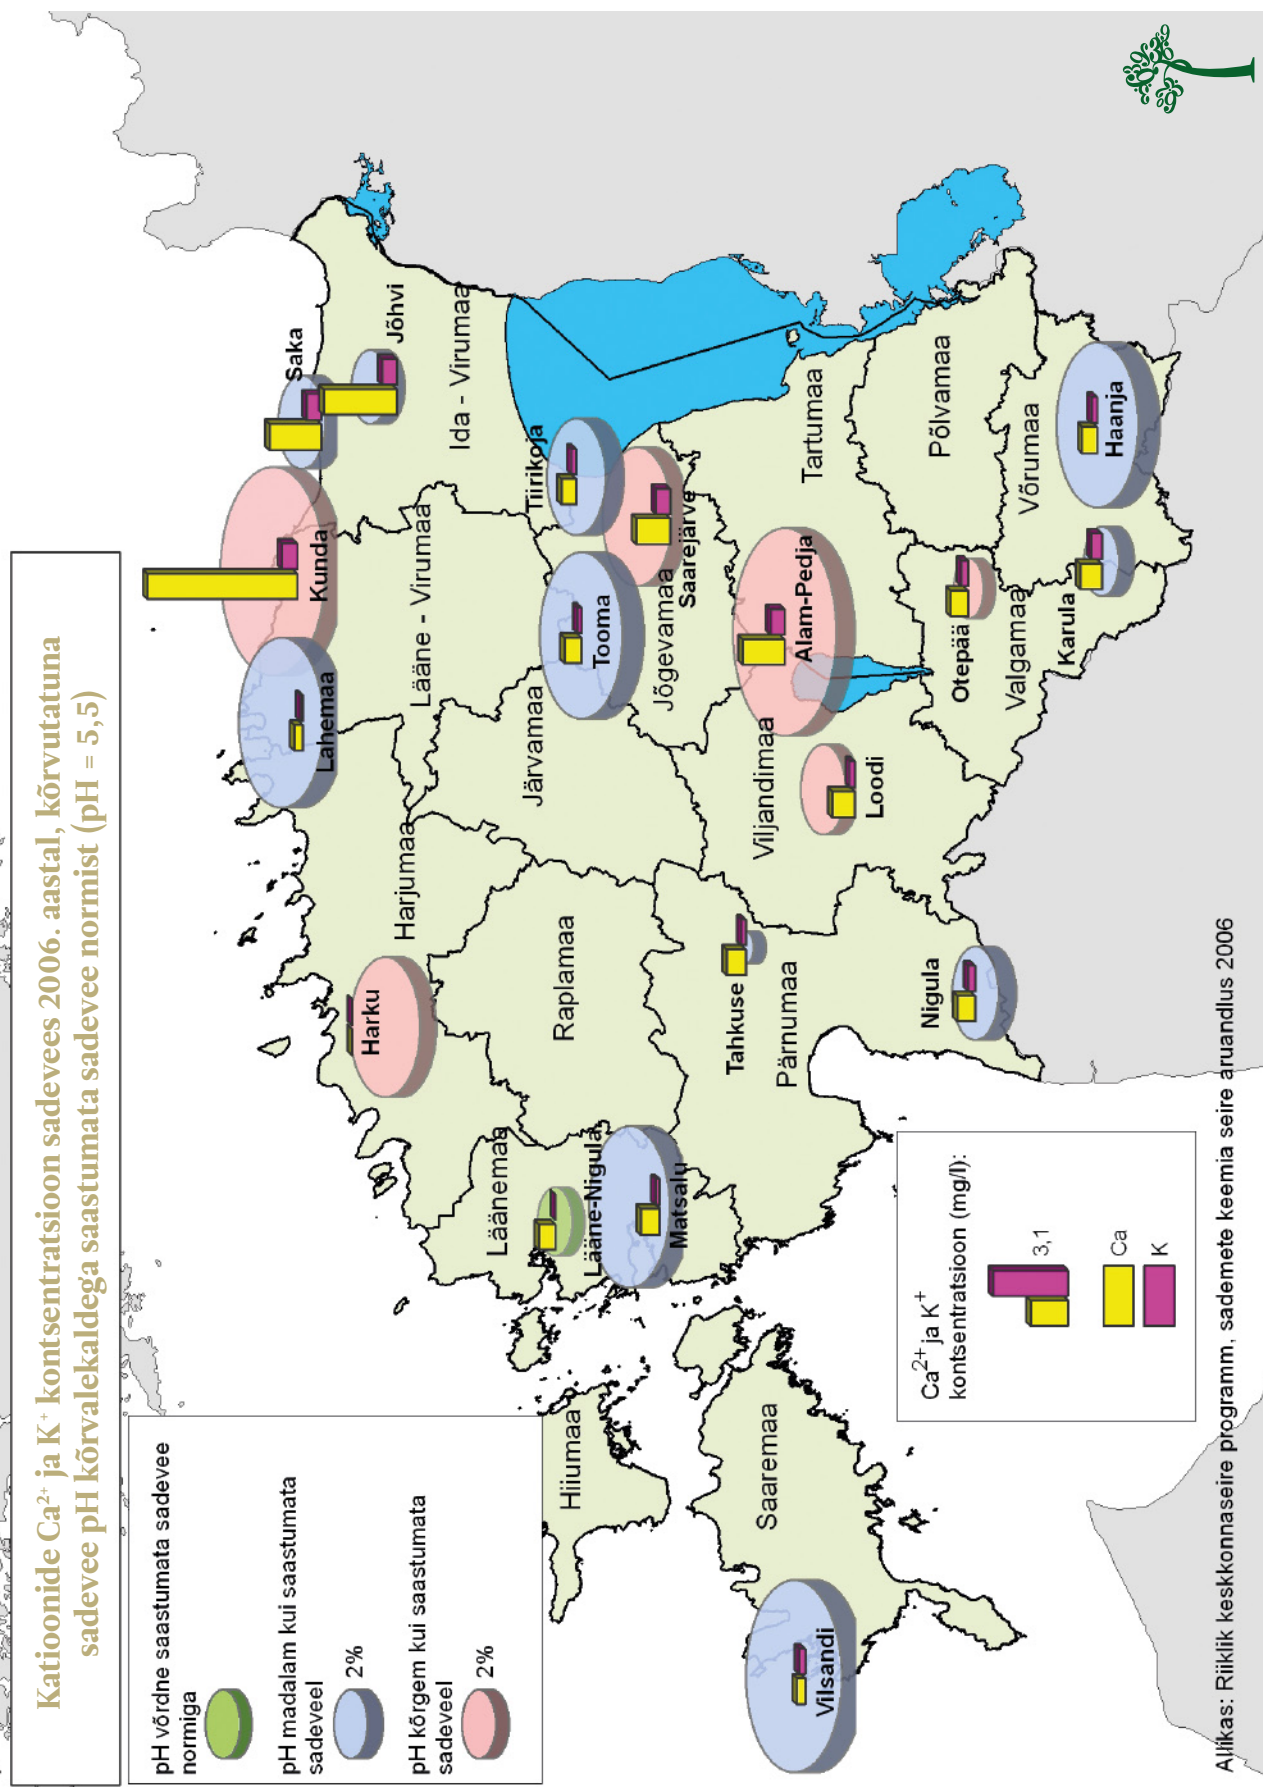 Katioonide Ca²⁺ ja K⁺ kontsentratsioon sadevees 2006. aastal, kõrvutatuna
sadevee pH kõrvalekaldega saastumata sadevee normist (pH = 5,5)
pH võrdne saastumata sadevee
normiga
pH madalam kui saastumata
sadeveel
2%
pH kõrgem kui saastumata
sadeveel
2%
Saka
Jõhvi
Ida - Virumaa
Kunda
Lahemaa
Lääne - Virumaa
Harjumaa
Harku
Tiirikoja
Saarejärve
Tooma
Jõgevamaa
Järvamaa
Raplamaa
Läänemaa
Lääne-Nigula
Matsalu
Hiiumaa
Tartumaa
Alam-Pedja
Viljandimaa
Loodi
Tahkuse
Pärnumaa
Saaremaa
Vilsandi
Põlvamaa
Otepää
Valgamaa
Võrumaa
Karula
Haanja
Nigula
Ca²⁺ ja K⁺
kontsentratsioon (mg/l):
3,1
Ca
K
Allikas: Riiklik keskkonnaseire programm, sademete keemia seire aruandlus 2006